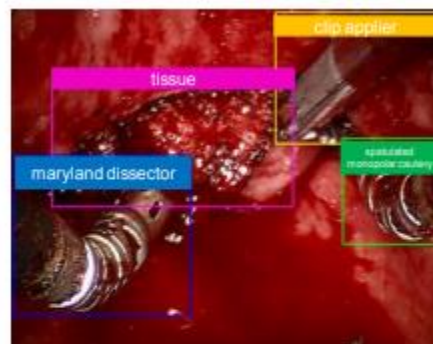 clip applier
tissue
spatulated
monopolar cautery
maryland dissector